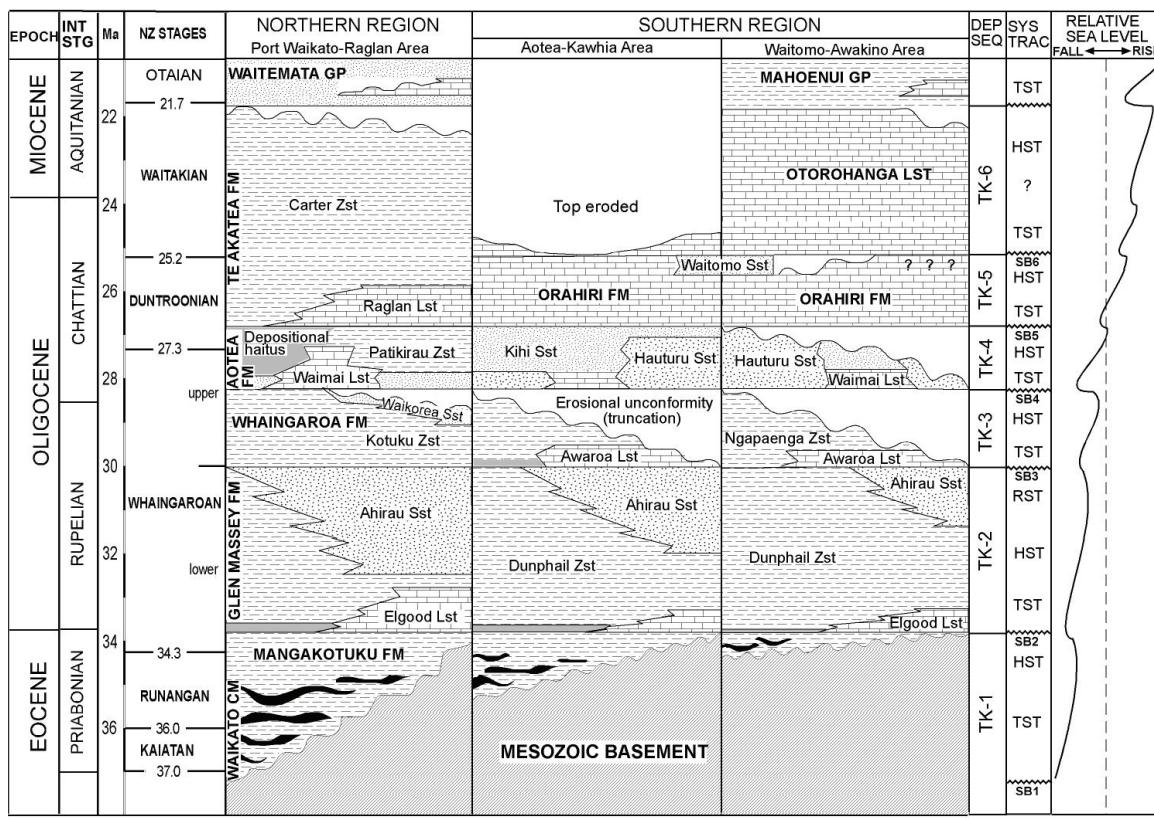 EPOCH
INT
STG
Ma
NZ STAGES
NORTHERN REGION
Port Waikato-Raglan Area
SOUTHERN REGION
Aotea-Kawhia Area
Waitomo-Awakino Area
DEP
SEQ
SYS
TRAC
RELATIVE
SEA LEVEL
FALL
RISE
MIOCENE
OLIGOCENE
EOCENE
AQUITANIAN
CHATTIAN
RUPELIAN
PRIABONIAN
22
24
26
28
30
32
34
36
OTAIAN
21.7
WAITAKIAN
25.2
DUNTROONIAN
27.3
upper
WHAINGAROAN
lower
34.3
RUNANGAN
36.0
KAIATAN
37.0
WAITEMATA GP
TE AKATEA FM
Carter Zst
Raglan Lst
AOTEA
FM
Depositional
haitus
Patikirau Zst
Waimai Lst
Waikorea Sst
WHAINGAROA FM
Kotuku Zst
GLEN MASSEY FM
Ahirau Sst
Elgood Lst
MANGAKOTUKU FM
WAIKATO CM
Top eroded
Waitomo Sst
ORAHIRI FM
Kihi Sst
Hauturu Sst
Erosional unconformity
(truncation)
Awaroa Lst
Ahirau Sst
Dunphail Zst
MESOZOIC BASEMENT
MAHOENUI GP
OTOROHANGA LST
? ? ?
ORAHIRI FM
Hauturu Sst
Waimai Lst
Ngapaenga Zst
Awaroa Lst
Ahirau Sst
Dunphail Zst
Elgood Lst
TK-6
TK-5
TK-4
TK-3
TK-2
TK-1
TST
HST
?
TST
SB6
HST
TST
SB5
HST
TST
SB4
HST
TST
SB3
RST
HST
TST
SB2
HST
TST
SB1